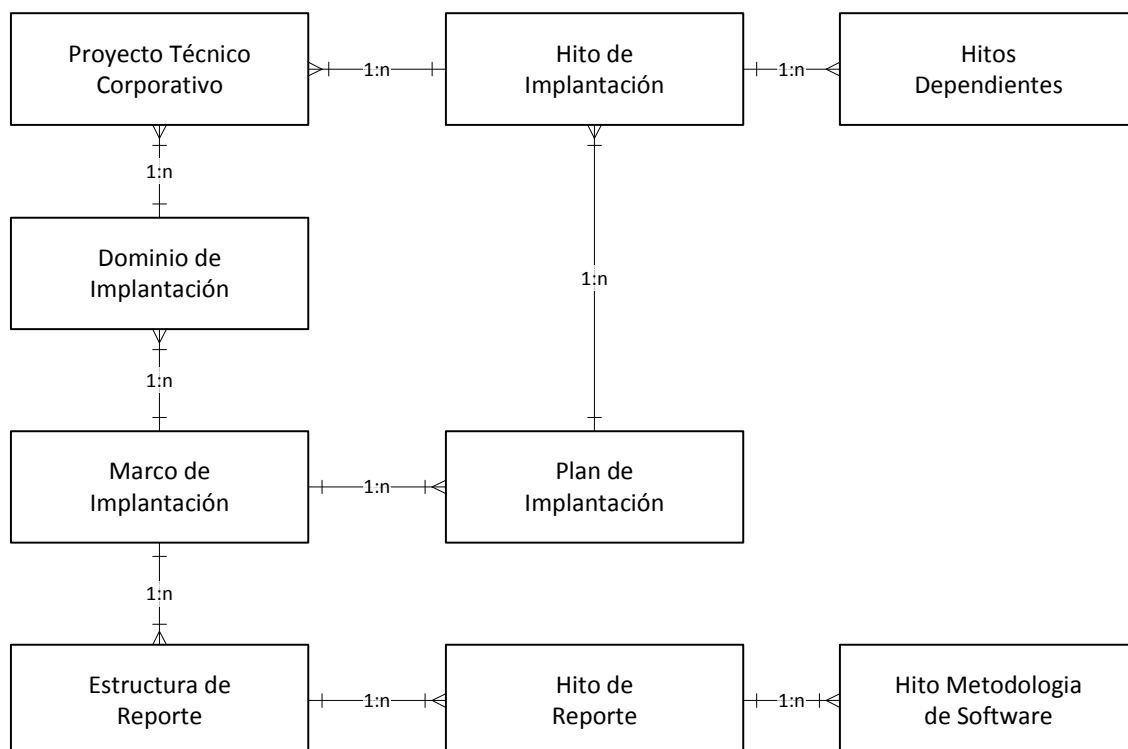 Proyecto Técnico
Corporativo
1:n
Hito de
Implantación
1:n
Hitos
Dependientes
1:n
Dominio de
Implantación
1:n
1:n
Marco de
Implantación
1:n
Plan de
Implantación
1:n
Estructura de
Reporte
1:n
Hito de
Reporte
1:n
Hito Metodologia
de Software